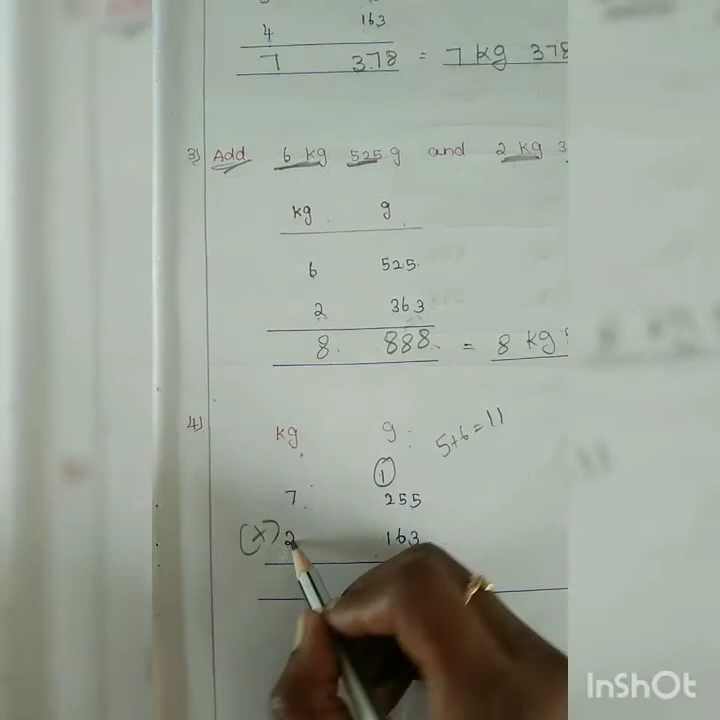 4 163
7 378 = 7 kg 378
3) Add 6 kg 525 g and 2 kg 3
kg g
6 525
2 363
8 888 = 8 kg
4)
kg g 5+6=11
1
7 255
(x) 2 163
InShOt